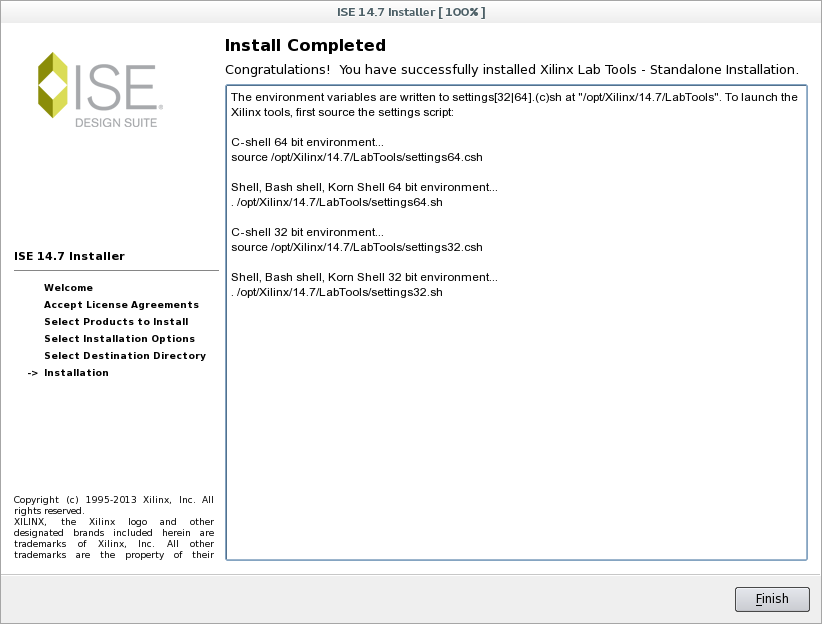 ISE 14.7 Installer [ 100% ]
ISE
DESIGN SUITE
Install Completed
Congratulations!  You have successfully installed Xilinx Lab Tools - Standalone Installation.
The environment variables are written to settings[32|64].(c)sh at "/opt/Xilinx/14.7/LabTools". To launch the
Xilinx tools, first source the settings script:
C-shell 64 bit environment...
source /opt/Xilinx/14.7/LabTools/settings64.csh
Shell, Bash shell, Korn Shell 64 bit environment...
. /opt/Xilinx/14.7/LabTools/settings64.sh
C-shell 32 bit environment...
source /opt/Xilinx/14.7/LabTools/settings32.csh
Shell, Bash shell, Korn Shell 32 bit environment...
. /opt/Xilinx/14.7/LabTools/settings32.sh
ISE 14.7 Installer
Welcome
Accept License Agreements
Select Products to Install
Select Installation Options
Select Destination Directory
-> Installation
Copyright (c) 1995-2013 Xilinx, Inc. All
rights reserved.
XILINX, the Xilinx logo and other
designated brands included herein are
trademarks of Xilinx, Inc. All other
trademarks are the property of their
Finish